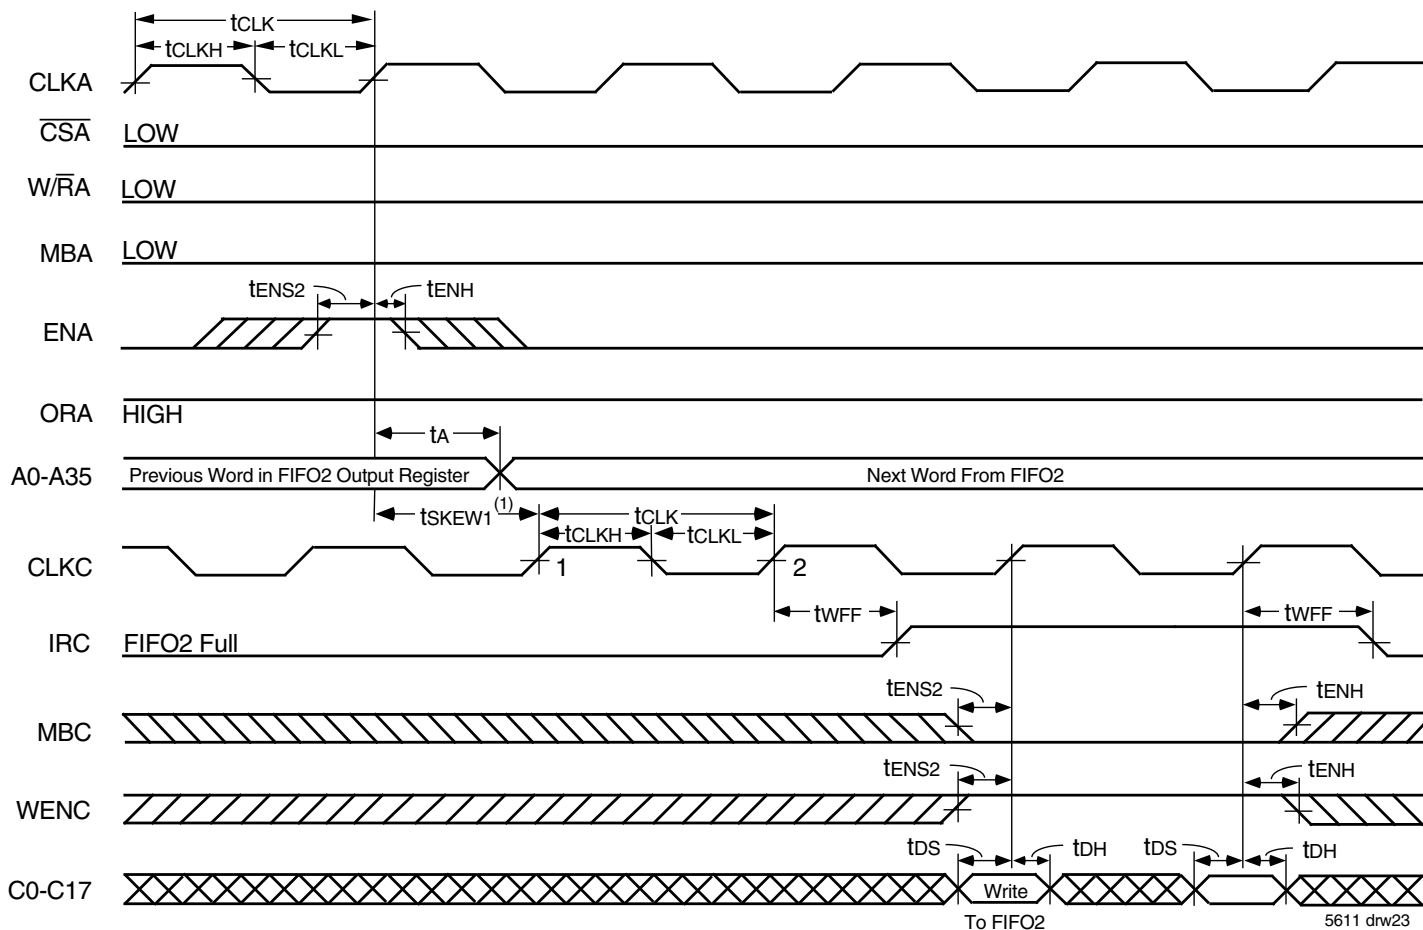 tCLK
tCLKH
tCLKL
CLKA
CSA
LOW
W/RA
LOW
MBA
LOW
tENS2
tENH
ENA
ORA
HIGH
tA
A0-A35
Previous Word in FIFO2 Output Register
Next Word From FIFO2
tSKEW1
(1)
tCLK
tCLKH
tCLKL
CLKC
1
2
tWFF
tWFF
IRC
FIFO2 Full
tENS2
tENH
MBC
tENS2
tENH
WENC
tDS
tDH
tDS
tDH
C0-C17
Write
To FIFO2
5611 drw23